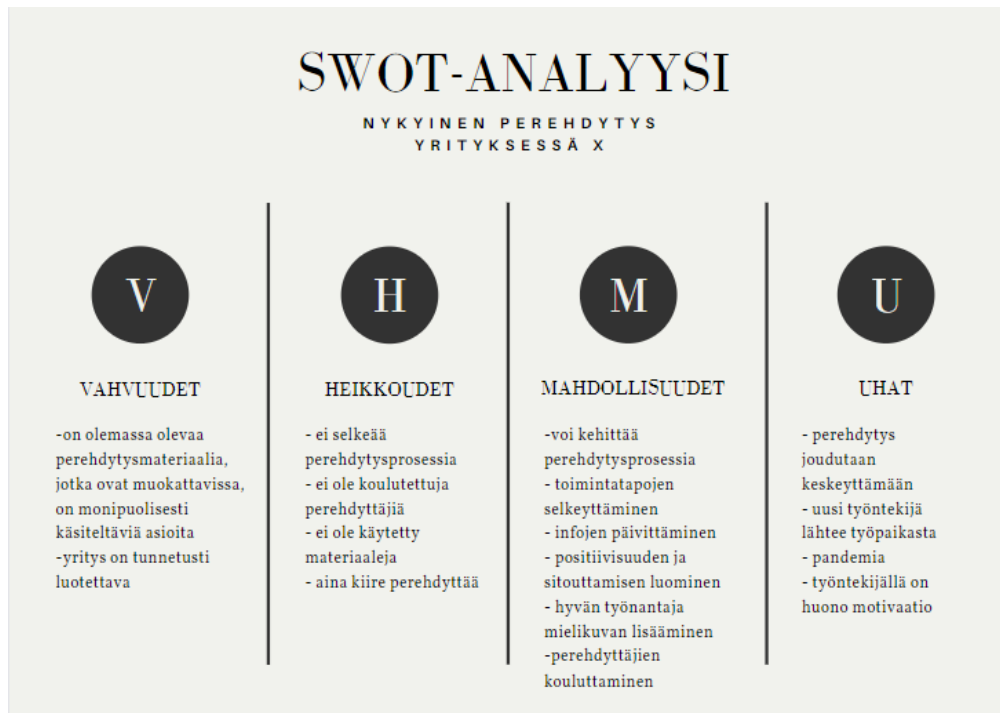 SWOT-ANALYYSI
NYKYINEN PEREHDYTYS
YRITYKSESSÄ X
V
VAHVUUDET
-on olemassa olevaa
perehdytysmateriaalia,
jotka ovat muokattavissa,
on monipuolisesti
käsiteltäviä asioita
-yritys on tunnetusti
luotettava
H
HEIKKOUDET
- ei selkeää
perehdytysprosessia
- ei ole koulutettuja
perehdyttäjiä
- ei ole käytetty
materiaaleja
- aina kiire perehdyttää
M
MAHDOLLISUUDET
-voi kehittää
perehdytysprosessia
- toimintatapojen
selkeyttäminen
- infojen päivittäminen
- positiivisuuden ja
sitouttamisen luominen
- hyvän työnantaja
mielikuvan lisääminen
-perehdyttäjien
kouluttaminen
U
UHAT
- perehdytys
joudutaan
keskeyttämään
- uusi työntekijä
lähtee työpaikasta
- pandemia
- työntekijällä on
huono motivaatio